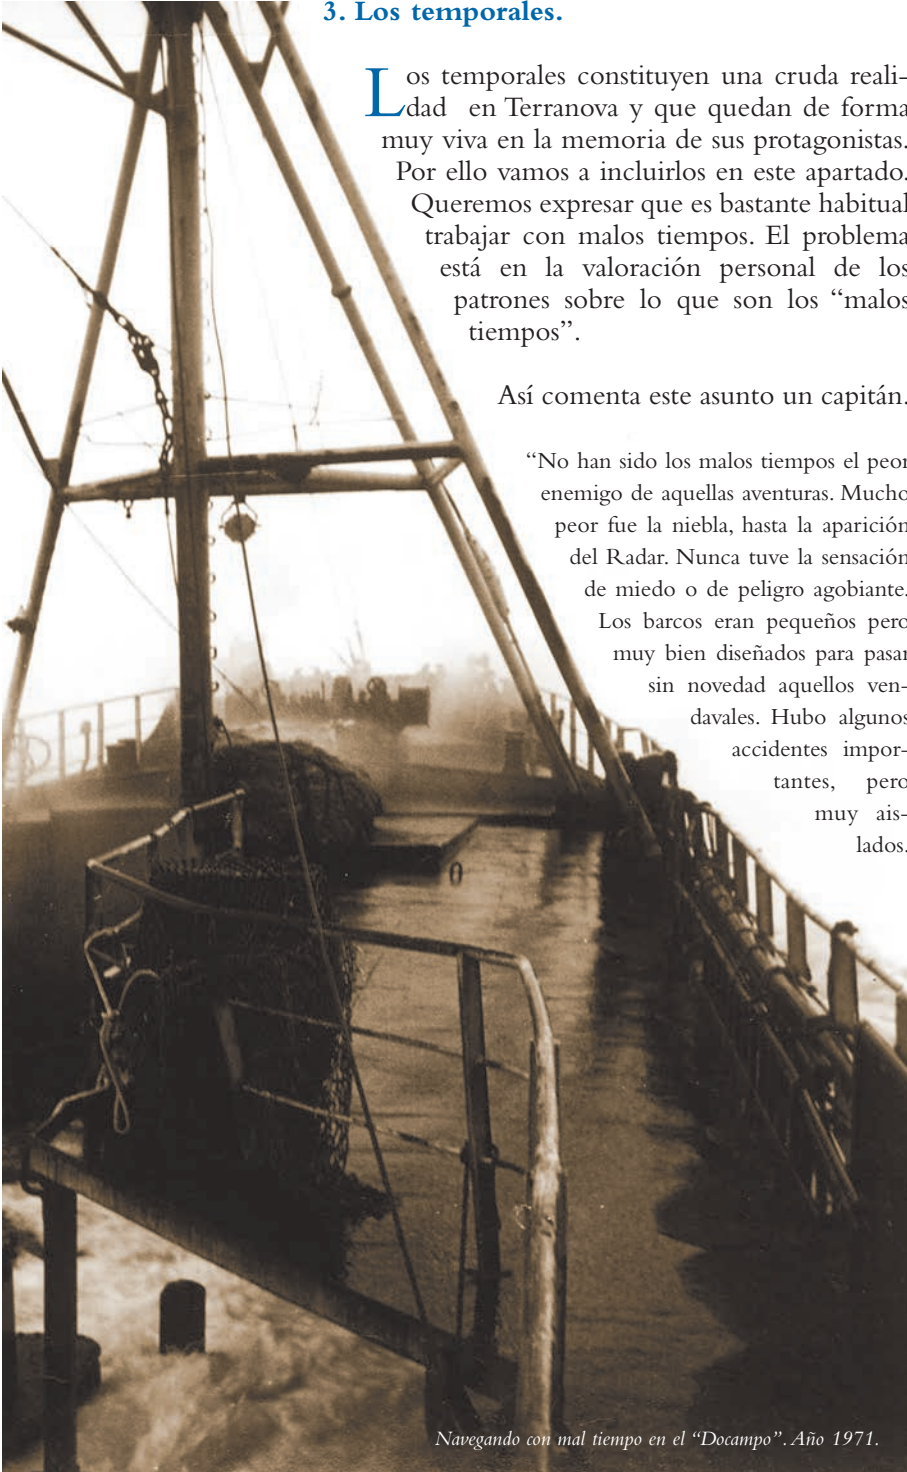 3. Los temporales.
Los temporales constituyen una cruda reali-
dad en Terranova y que quedan de forma
muy viva en la memoria de sus protagonistas.
Por ello vamos a incluirlos en este apartado.
Queremos expresar que es bastante habitual
trabajar con malos tiempos. El problema
está en la valoración personal de los
patrones sobre lo que son los “malos
tiempos”.
Así comenta este asunto un capitán.
“No han sido los malos tiempos el peor
enemigo de aquellas aventuras. Mucho
peor fue la niebla, hasta la aparición
del Radar. Nunca tuve la sensación
de miedo o de peligro agobiante.
Los barcos eran pequeños pero
muy bien diseñados para pasar
sin novedad aquellos ven-
davales. Hubo algunos
accidentes impor-
tantes, pero
muy ais-
lados.
Navegando con mal tiempo en el “Docampo”. Año 1971.